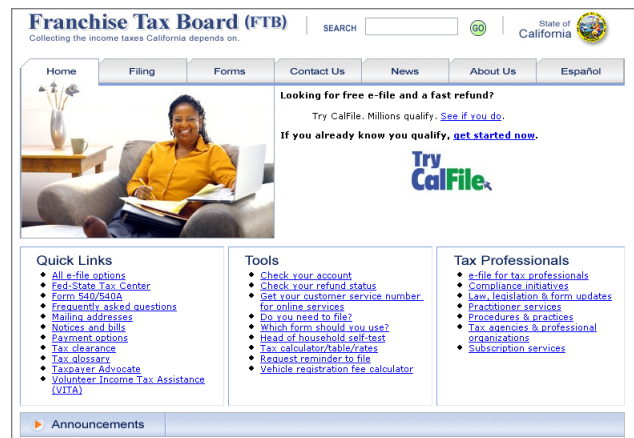 Franchise Tax Board (FTB)
Collecting the income taxes California depends on.
SEARCH
GO
State of
California
Home
Filing
Forms
Contact Us
News
About Us
Español
Looking for free e-file and a fast refund?
Try CalFile. Millions qualify. See if you do.
If you already know you qualify, get started now.
Try
CalFile
Quick Links
All e-file options
Fed-State Tax Center
Form 540/540A
Frequently asked questions
Mailing addresses
Notices and bills
Payment options
Tax clearance
Tax glossary
Taxpayer Advocate
Volunteer Income Tax Assistance
(VITA)
Tools
Check your account
Check your refund status
Get your customer service number
for online services
Do you need to file?
Which form should you use?
Head of household self-test
Tax calculator/table/rates
Request reminder to file
Vehicle registration fee calculator
Tax Professionals
e-file for tax professionals
Compliance initiatives
Law, legislation & form updates
Practitioner services
Procedures & practices
Tax agencies & professional
organizations
Subscription services
Announcements